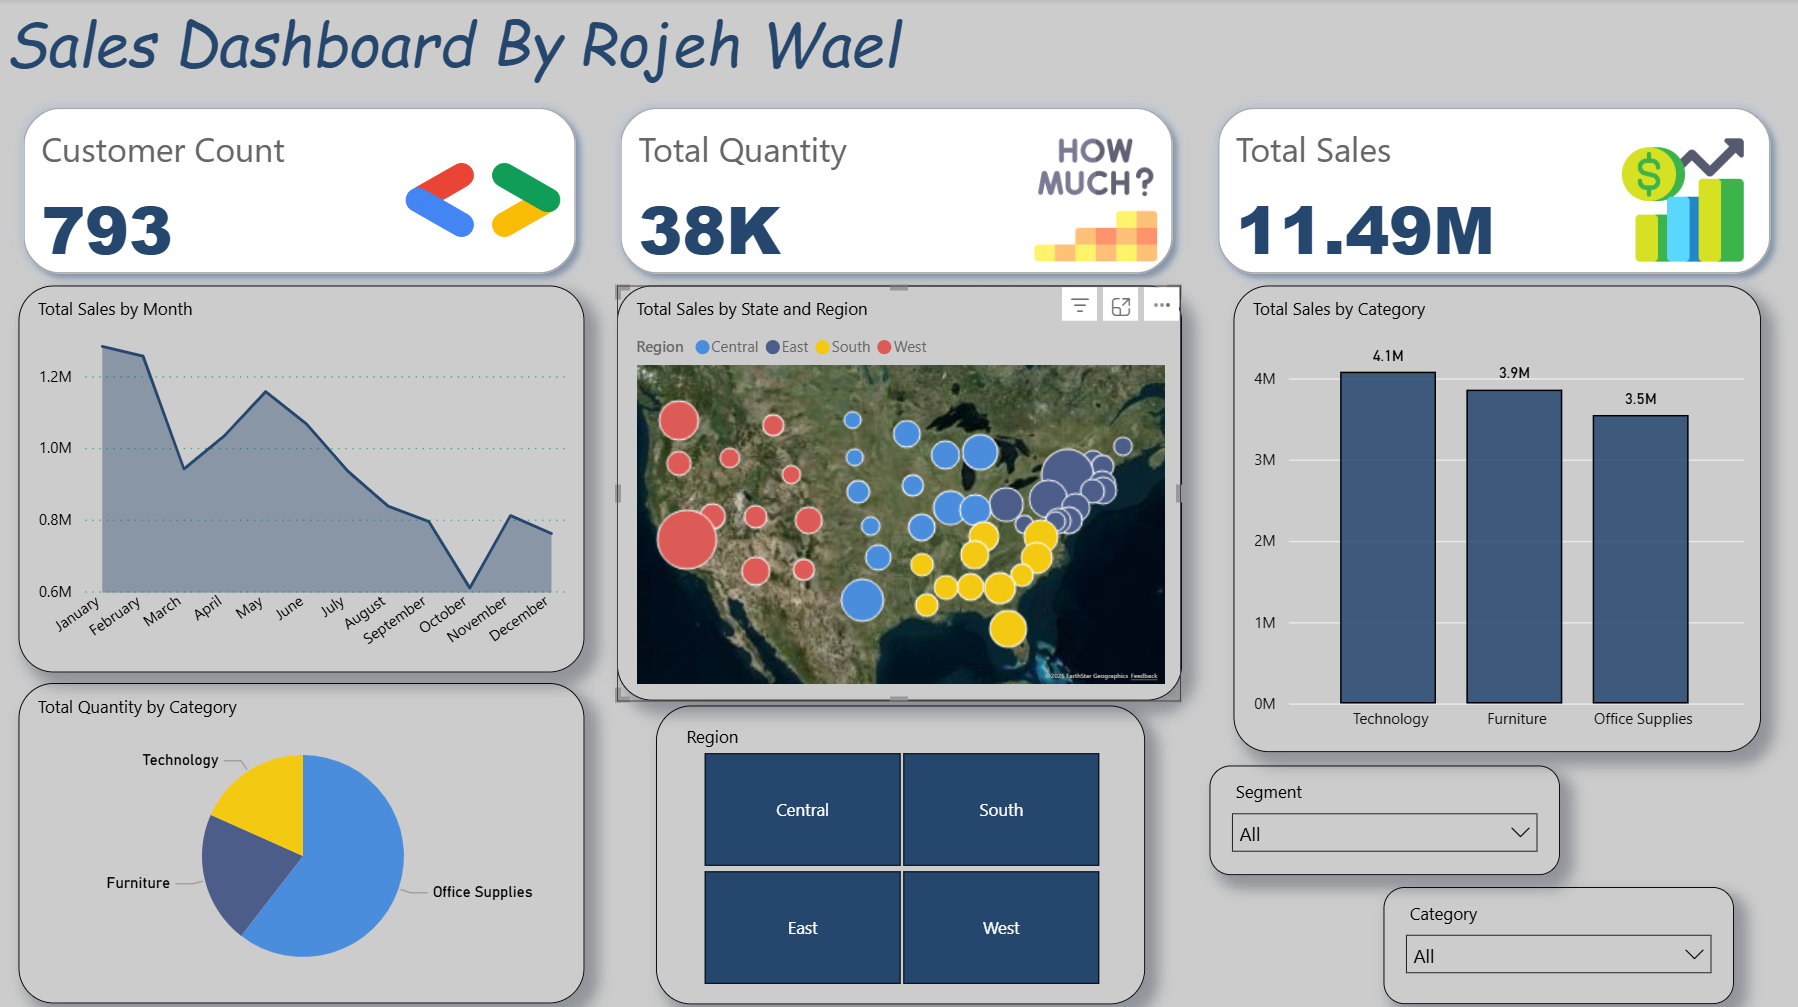 Sales Dashboard By Rojeh Wael
Customer Count
793
Total Quantity
38K
HOW
MUCH?
Total Sales
11.49M
$
Total Sales by Month
1.2M
1.0M
0.8M
0.6M
January
February
March
April
May
June
July
August
September
October
November
December
Total Sales by State and Region
Region Central East South West
©2025 EarthStar Geographics Feedback
Total Sales by Category
4M
3M
2M
1M
0M
4.1M
3.9M
3.5M
Technology
Furniture
Office Supplies
Total Quantity by Category
Technology
Furniture
Office Supplies
Region
Central
South
East
West
Segment
All
Category
All